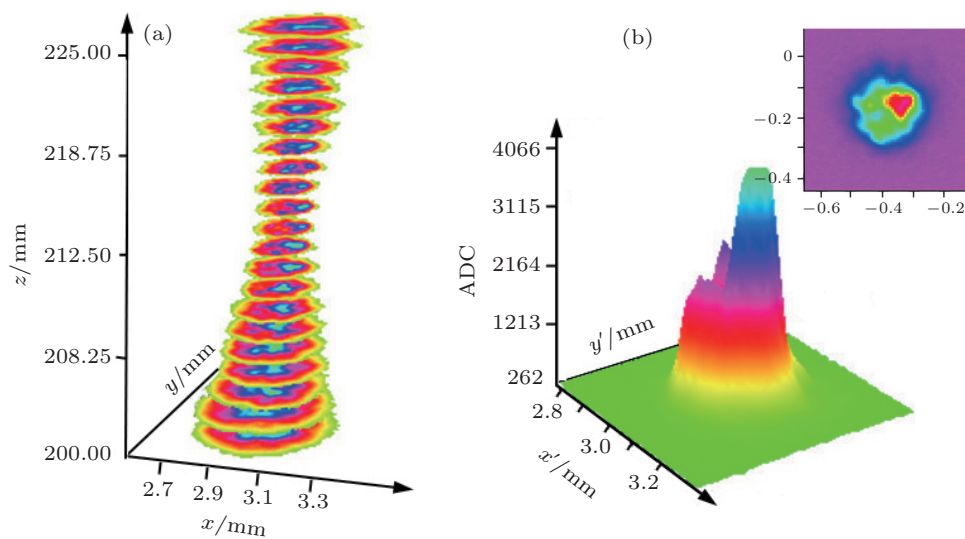 (a)
225.00
218.75
212.50
208.25
200.00
z/mm
y/mm
2.7
2.9
3.1
3.3
x/mm
(b)
0
−0.2
−0.4
−0.6
−0.4
−0.2
4066
3115
2164
1213
262
ADC
y′/mm
2.8
3.0
3.2
x′/mm